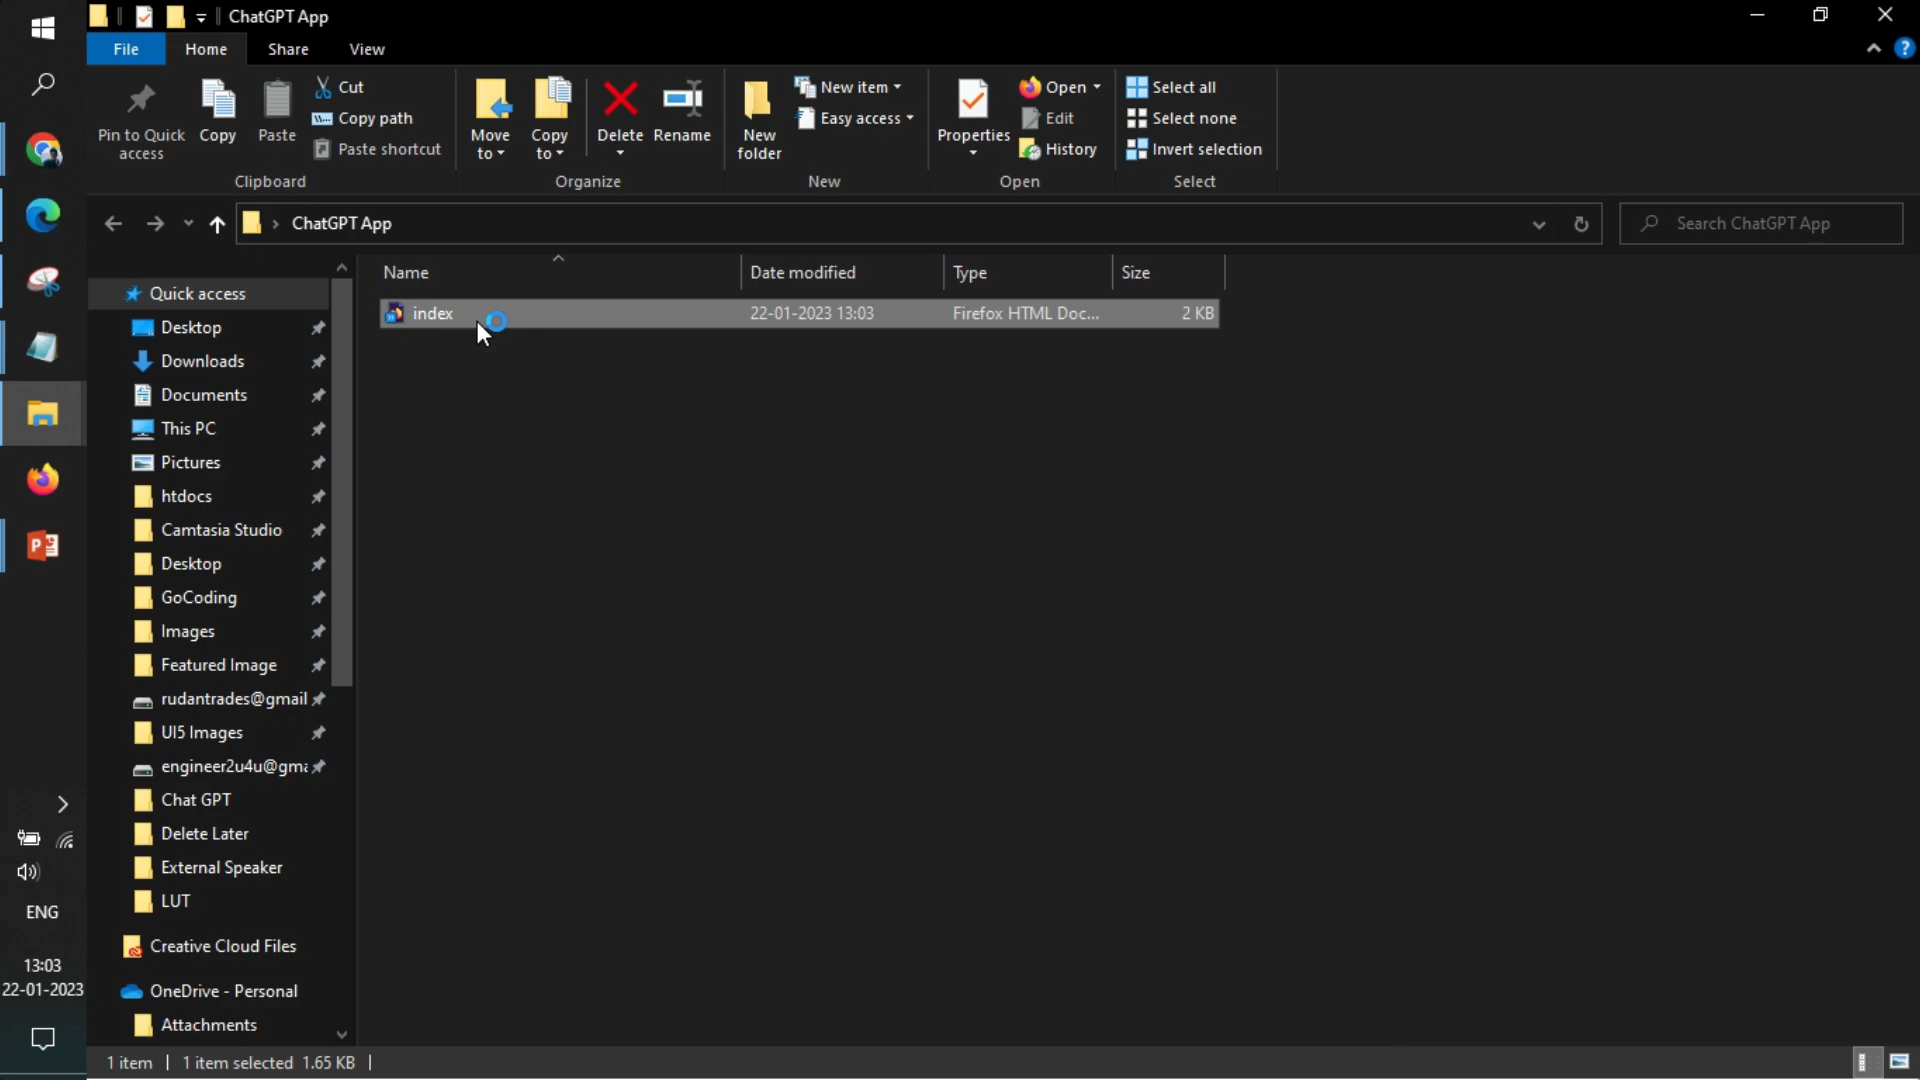 ChatGPT App
File Home Share View
Pin to Quick access
Copy
Paste
Cut
Copy path
Paste shortcut
Move to
Copy to
Delete
Rename
New folder
New item
Easy access
Properties
Open
Edit
History
Select all
Select none
Invert selection
Clipboard Organize New Open Select
ChatGPT App
Search ChatGPT App
Name Date modified Type Size
index 22-01-2023 13:03 Firefox HTML Doc... 2 KB
Quick access
Desktop
Downloads
Documents
This PC
Pictures
htdocs
Camtasia Studio
Desktop
GoCoding
Images
Featured Image
rudantrades@gmail
UI5 Images
engineer2u4u@gma
Chat GPT
Delete Later
External Speaker
LUT
Creative Cloud Files
OneDrive - Personal
Attachments
ENG
13:03
22-01-2023
1 item 1 item selected 1.65 KB